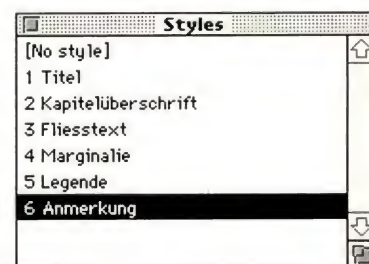 Styles
[No style]
1 Titel
2 Kapitelüberschrift
3 Fliesstext
4 Marginalie
5 Legende
6 Anmerkung